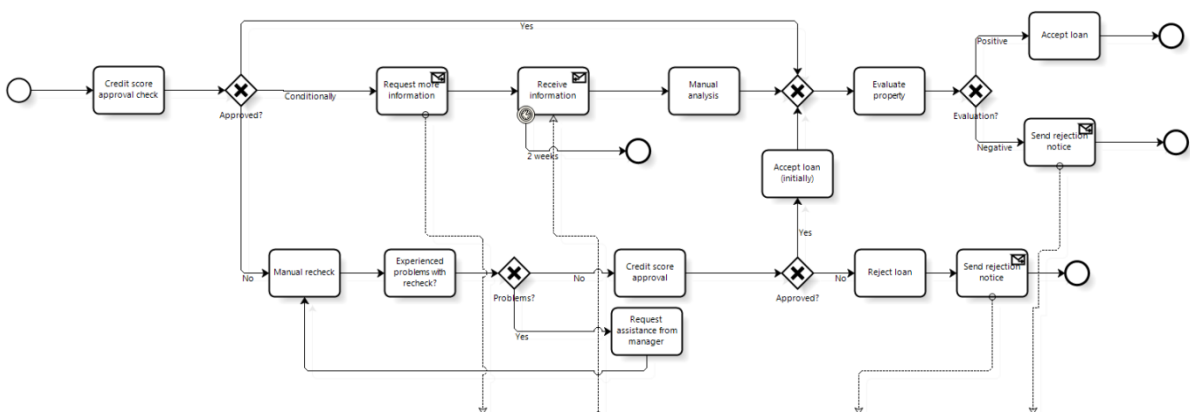 Yes
Credit score
approval check
Approved?
Conditionally
Request more
information
Receive
information
2 weeks
Manual
analysis
Evaluate
property
Evaluation?
Positive
Accept loan
Negative
Send rejection
notice
Accept loan
(initially)
Yes
No
Manual recheck
Experienced
problems with
recheck?
Problems?
No
Credit score
approval
Approved?
No
Reject loan
Send rejection
notice
Yes
Request
assistance from
manager